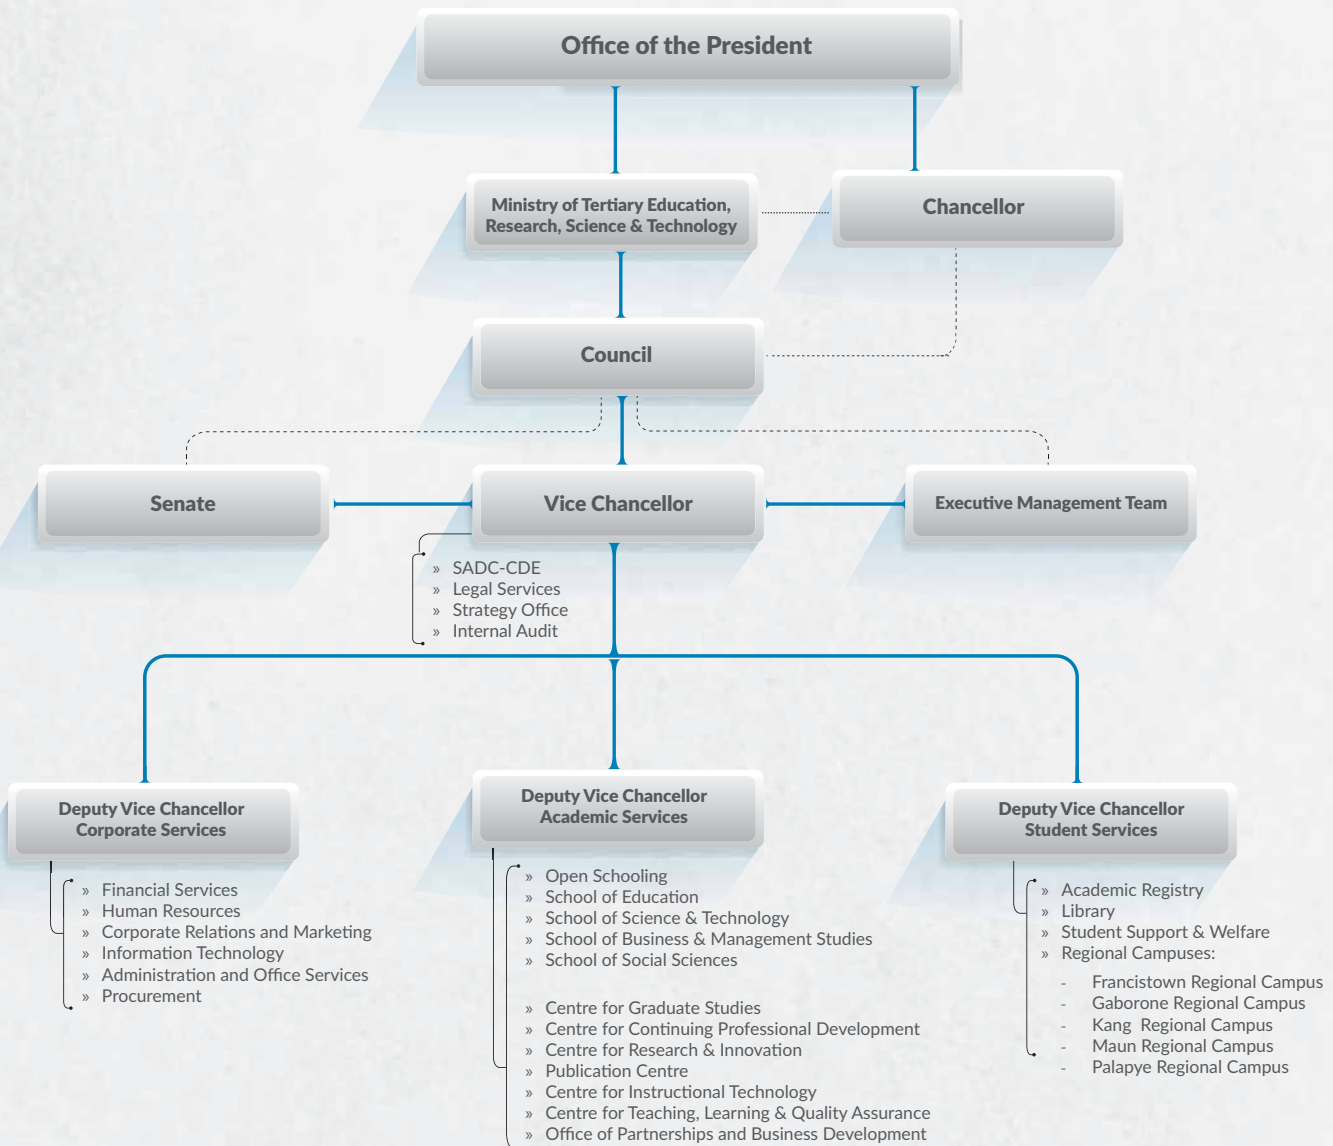 Office of the President
Ministry of Tertiary Education,
Research, Science & Technology
Chancellor
Council
Senate
Vice Chancellor
Executive Management Team
» SADC-CDE
» Legal Services
» Strategy Office
» Internal Audit
Deputy Vice Chancellor
Corporate Services
» Financial Services
» Human Resources
» Corporate Relations and Marketing
» Information Technology
» Administration and Office Services
» Procurement
Deputy Vice Chancellor
Academic Services
» Open Schooling
» School of Education
» School of Science & Technology
» School of Business & Management Studies
» School of Social Sciences
» Centre for Graduate Studies
» Centre for Continuing Professional Development
» Centre for Research & Innovation
» Publication Centre
» Centre for Instructional Technology
» Centre for Teaching, Learning & Quality Assurance
» Office of Partnerships and Business Development
Deputy Vice Chancellor
Student Services
» Academic Registry
» Library
» Student Support & Welfare
» Regional Campuses:
- Francistown Regional Campus
- Gaborone Regional Campus
- Kang Regional Campus
- Maun Regional Campus
- Palapye Regional Campus